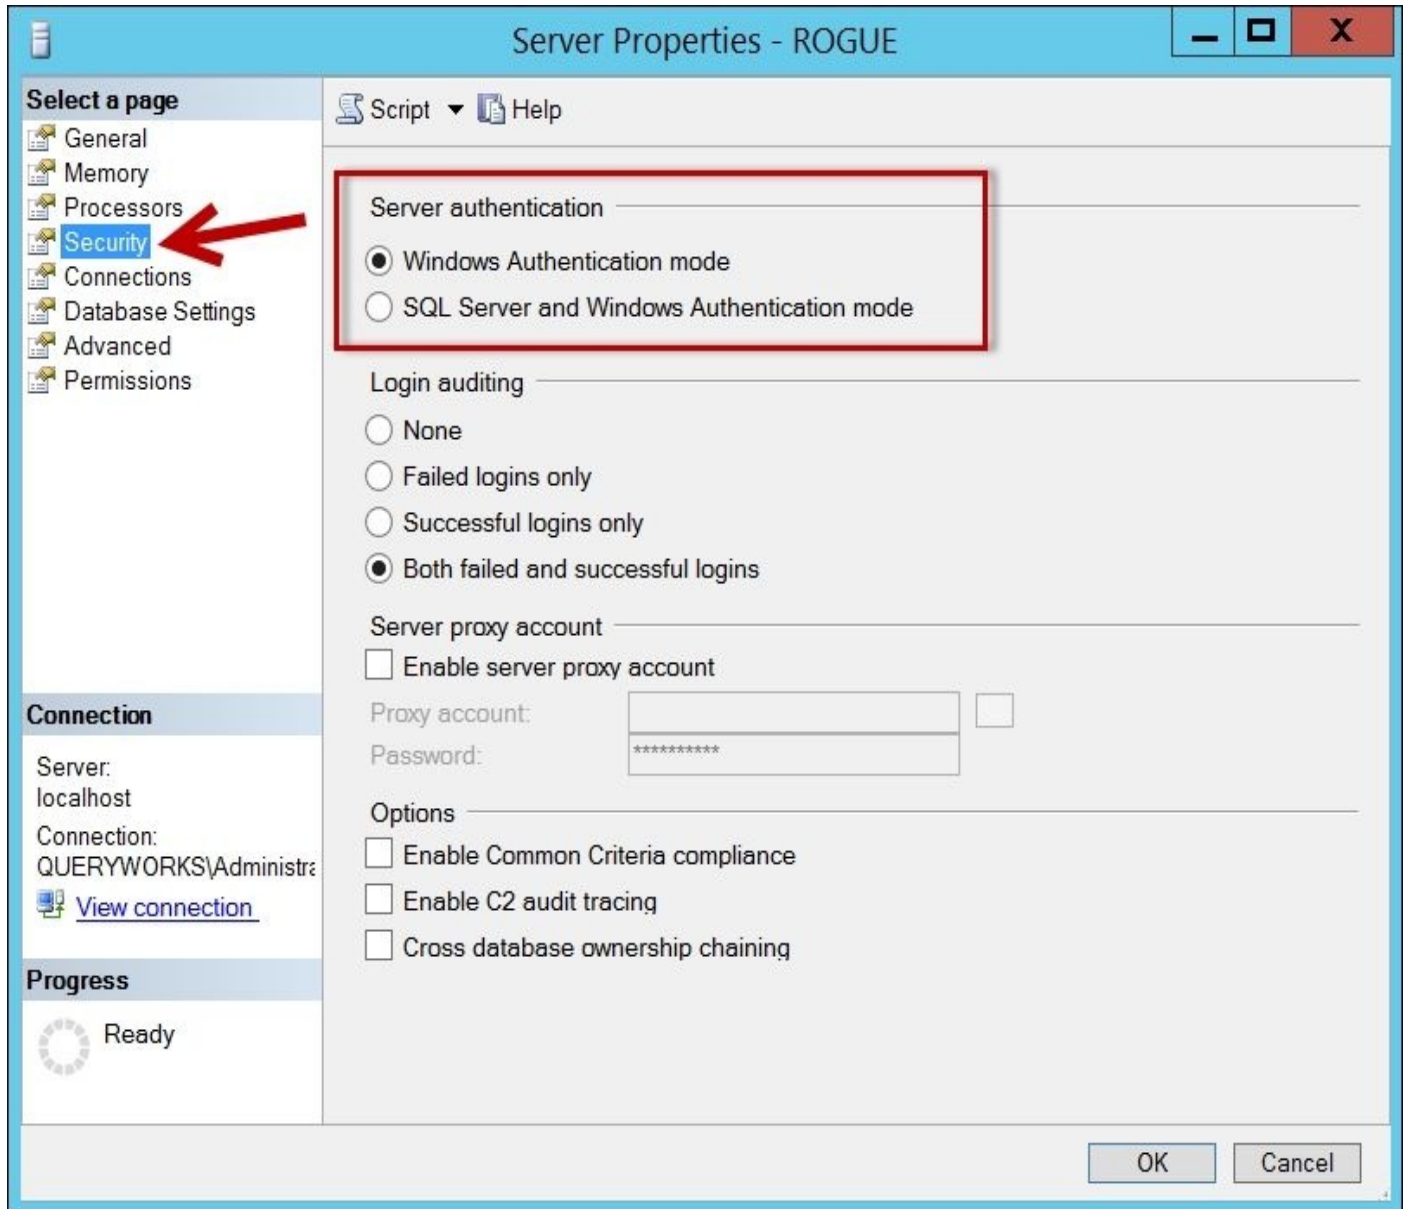 Server Properties - ROGUE
X
Select a page
General
Memory
Processors
Security
Connections
Database Settings
Advanced
Permissions
Connection
Server:
localhost
Connection:
QUERYWORKS\Administra
View connection
Progress
Ready
Script Help
Server authentication
Windows Authentication mode
SQL Server and Windows Authentication mode
Login auditing
None
Failed logins only
Successful logins only
Both failed and successful logins
Server proxy account
Enable server proxy account
Proxy account:
Password: **********
Options
Enable Common Criteria compliance
Enable C2 audit tracing
Cross database ownership chaining
OK Cancel